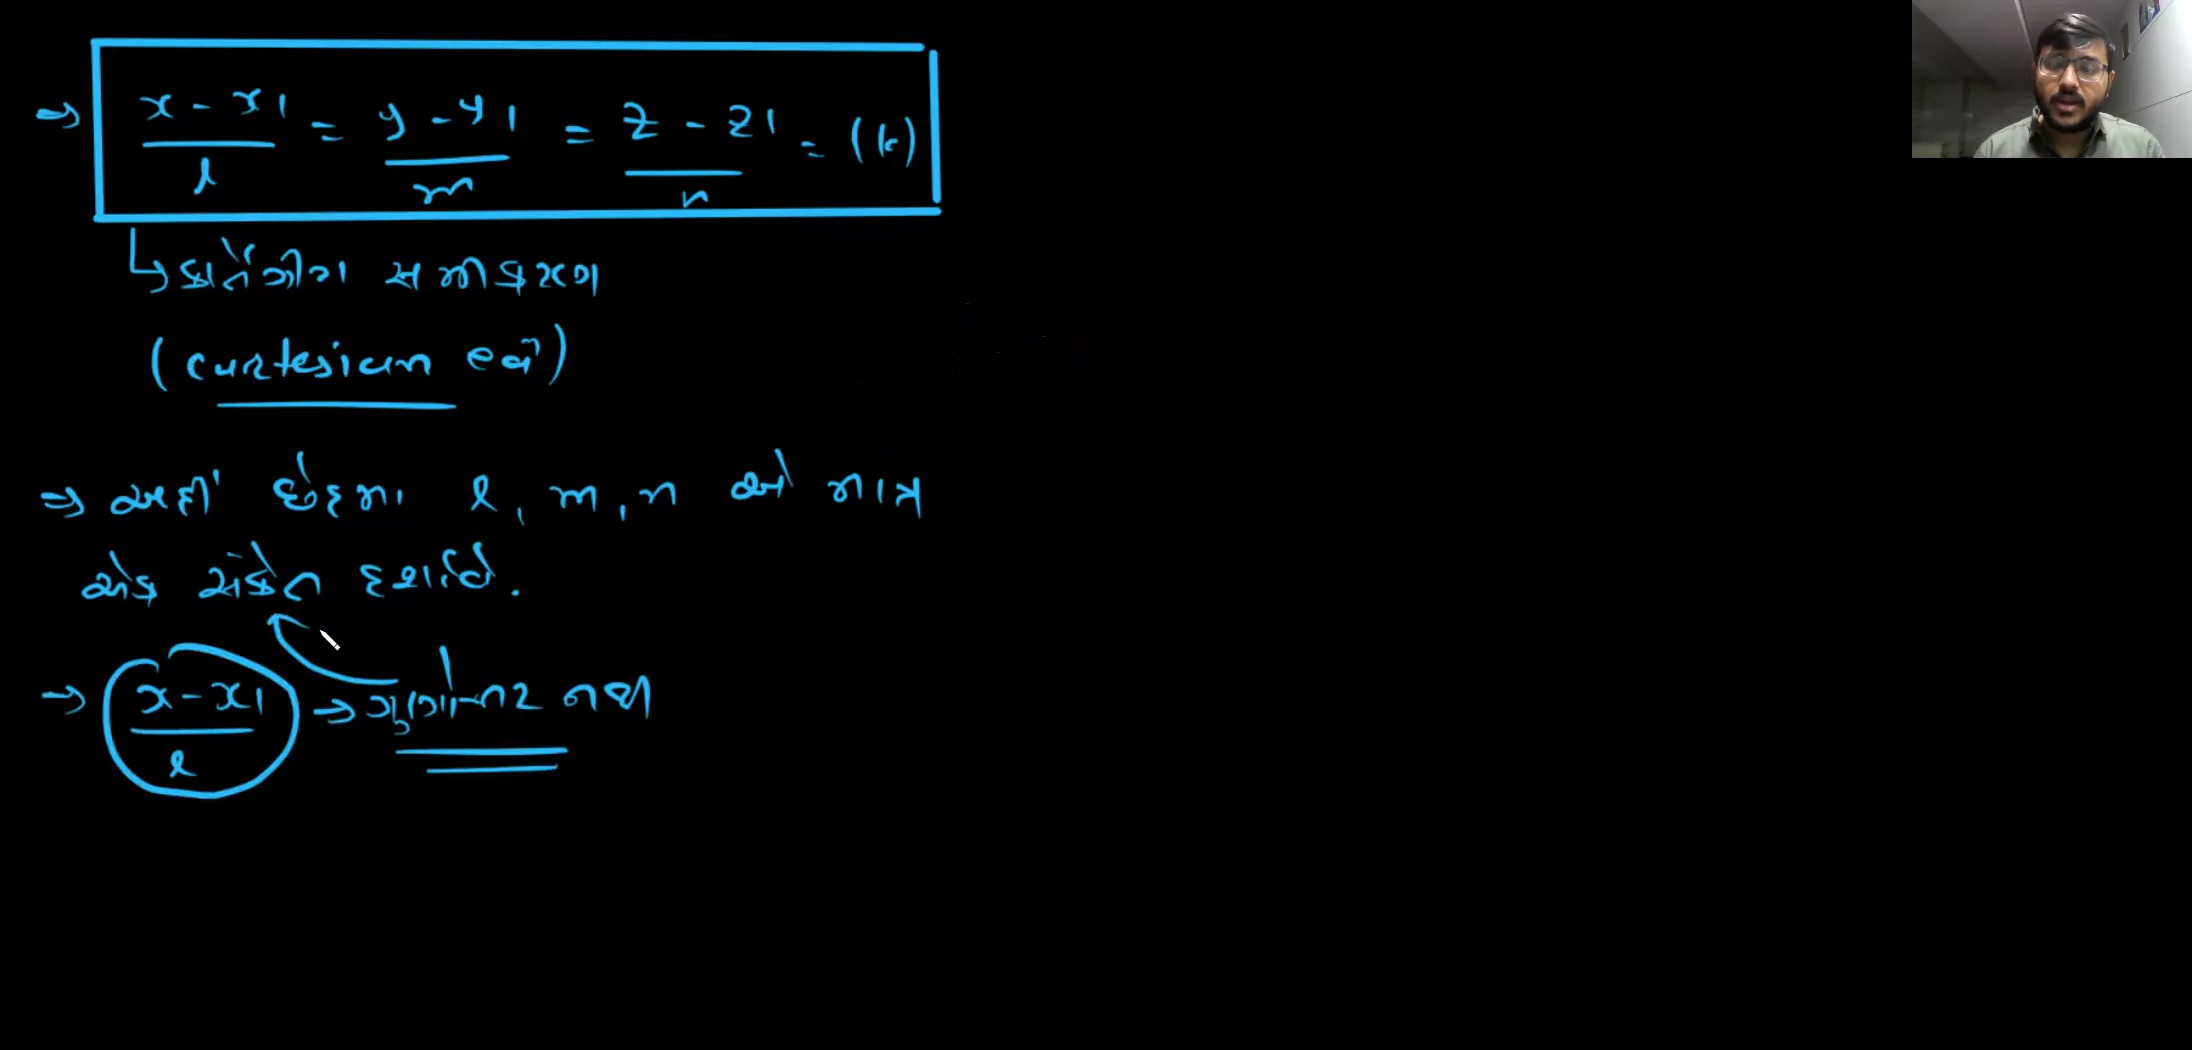 ⇒ x - x1 / l = y - y1 / m = z - z1 / n = (k)
↳ કાર્તેઝીય સમીકરણ
(cartesian eqⁿ)
⇒ અહીં છેદમાં l, m, n એ માત્ર
એક સંકેત દર્શાવે.
→ x - x1 / l → ગુણોત્તર નથી